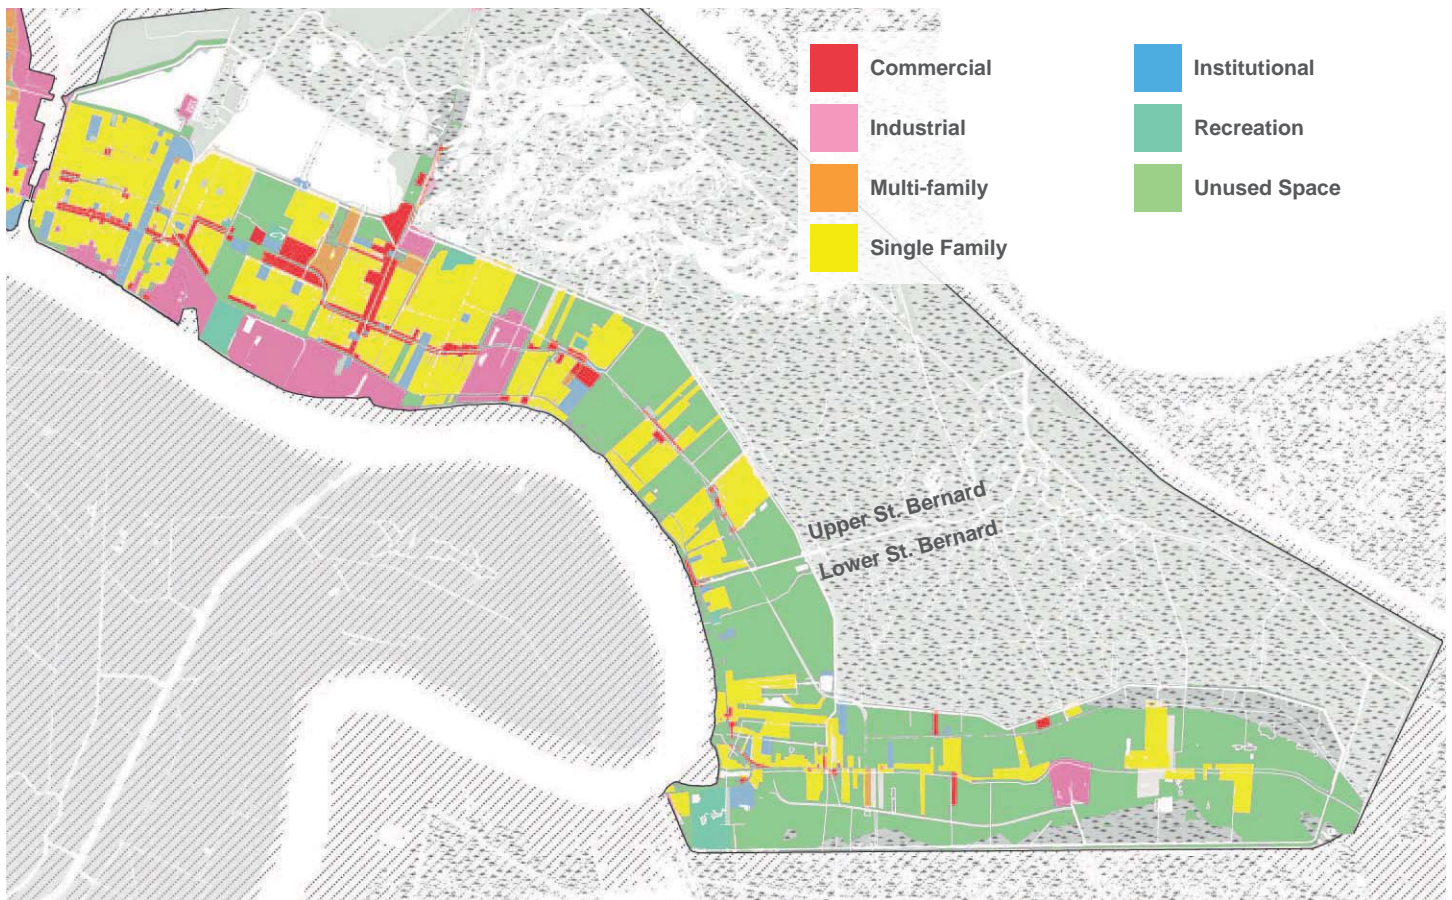 Commercial
Institutional
Industrial
Recreation
Multi-family
Unused Space
Single Family
Upper St. Bernard
Lower St. Bernard